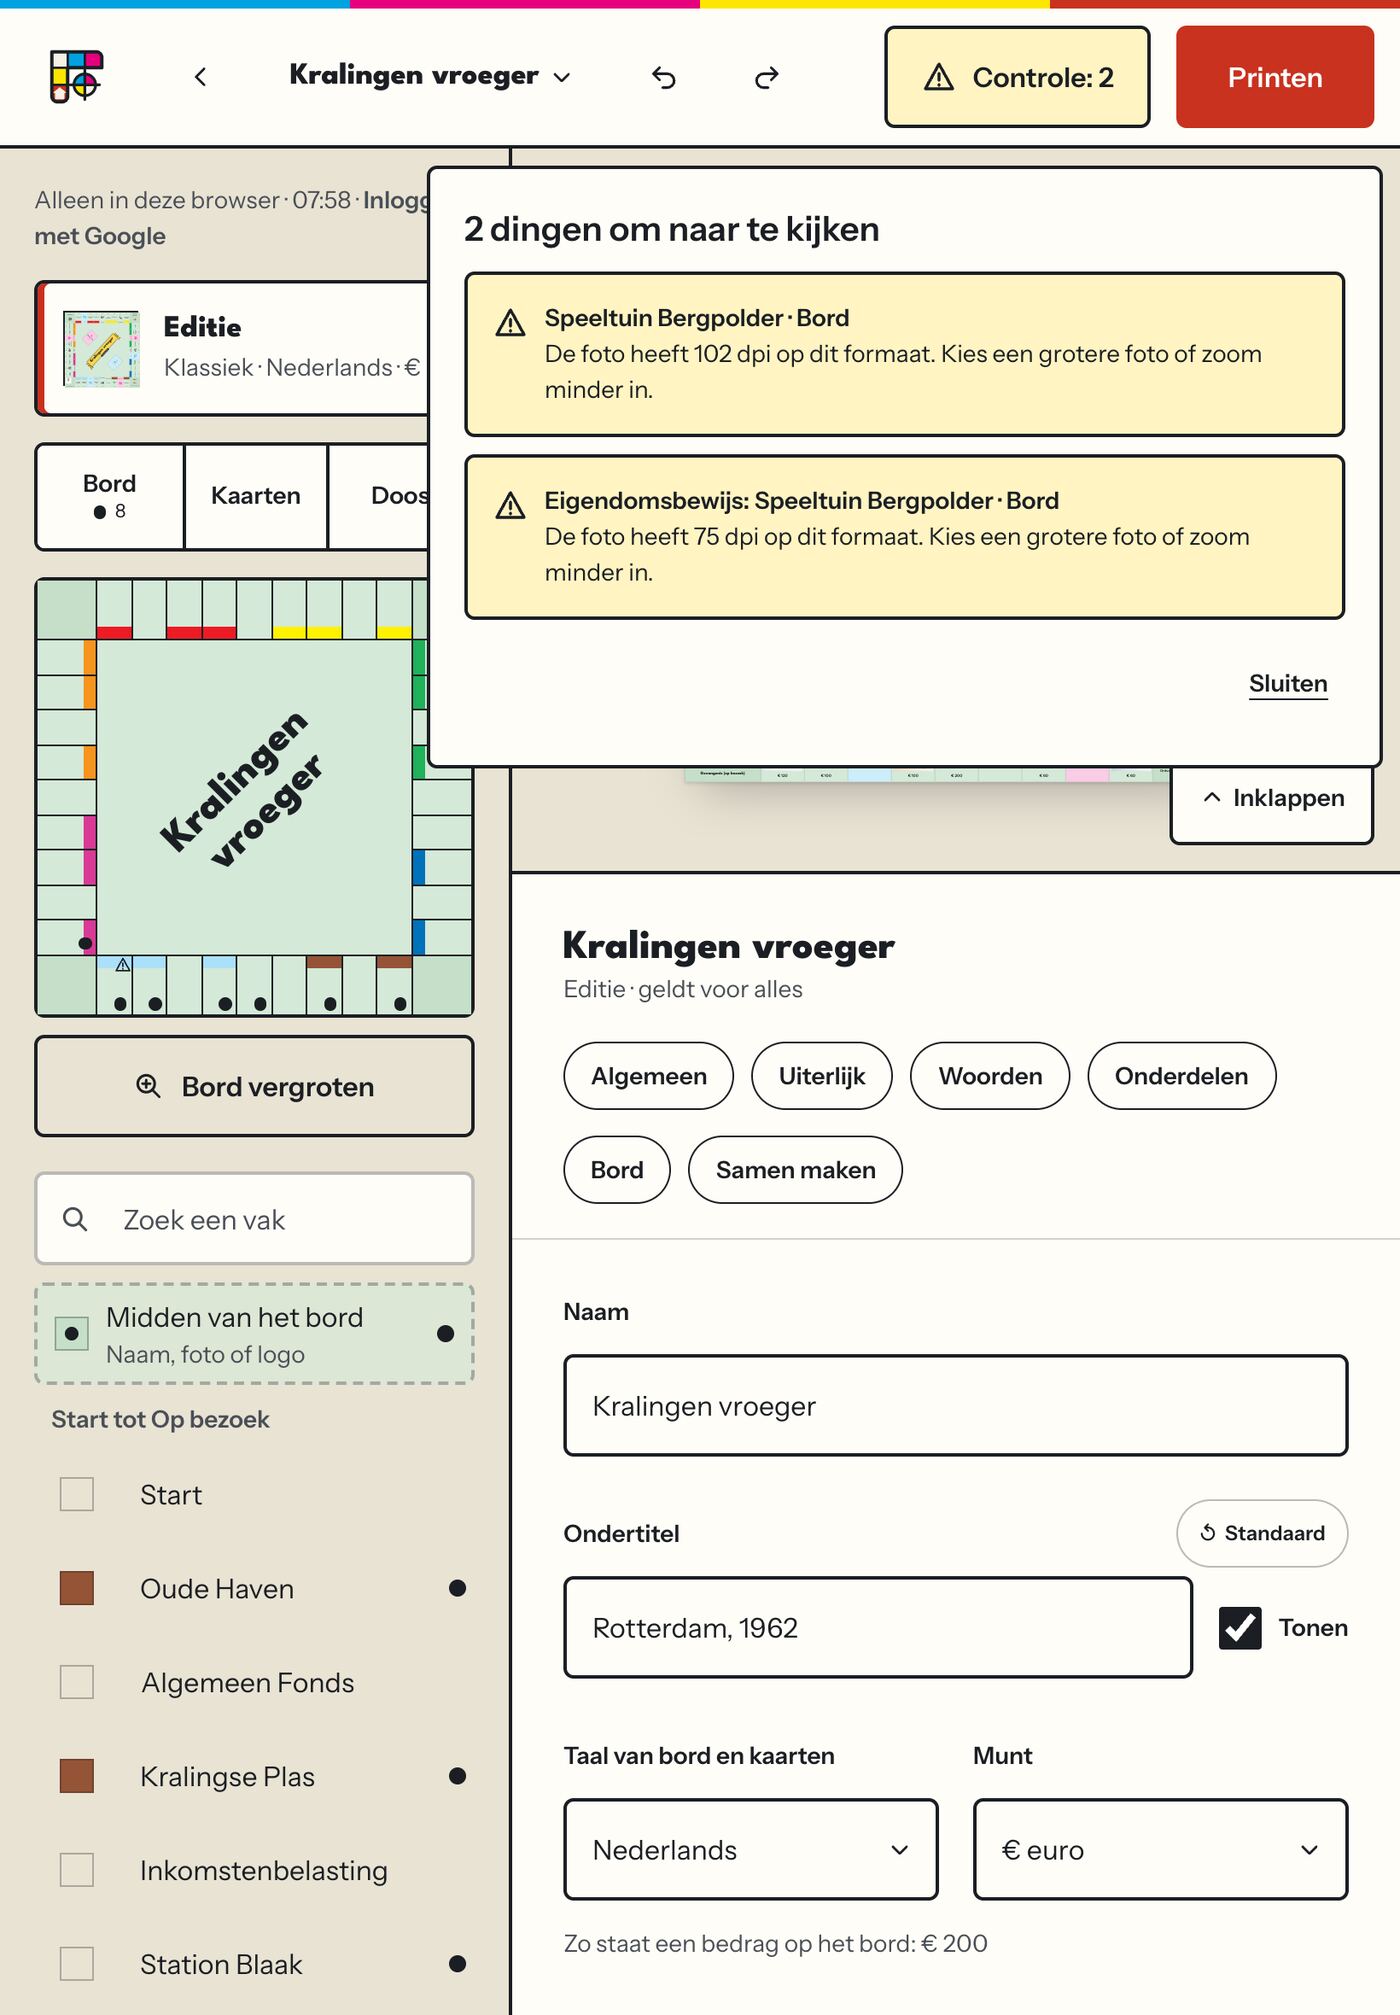 Kralingen vroeger
Controle: 2
Printen
Alleen in deze browser · 07:58 ·
met Google
Editie
Klassiek · Nederlands · €
Bord
8
Kaarten
Doos
Kralingen
vroeger
Bord vergroten
Zoek een vak
Midden van het bord
Naam, foto of logo
Start tot Op bezoek
Start
Oude Haven
Algemeen Fonds
Kralingse Plas
Inkomstenbelasting
Station Blaak
2 dingen om naar te kijken
Speeltuin Bergpolder · Bord
De foto heeft 102 dpi op dit formaat. Kies een grotere foto of zoom
minder in.
Eigendomsbewijs: Speeltuin Bergpolder · Bord
De foto heeft 75 dpi op dit formaat. Kies een grotere foto of zoom
minder in.
Sluiten
Inklappen
Kralingen vroeger
Editie · geldt voor alles
Algemeen
Uiterlijk
Woorden
Onderdelen
Bord
Samen maken
Naam
Kralingen vroeger
Ondertitel
Standaard
Rotterdam, 1962
Tonen
Taal van bord en kaarten
Munt
Nederlands
€ euro
Zo staat een bedrag op het bord: € 200